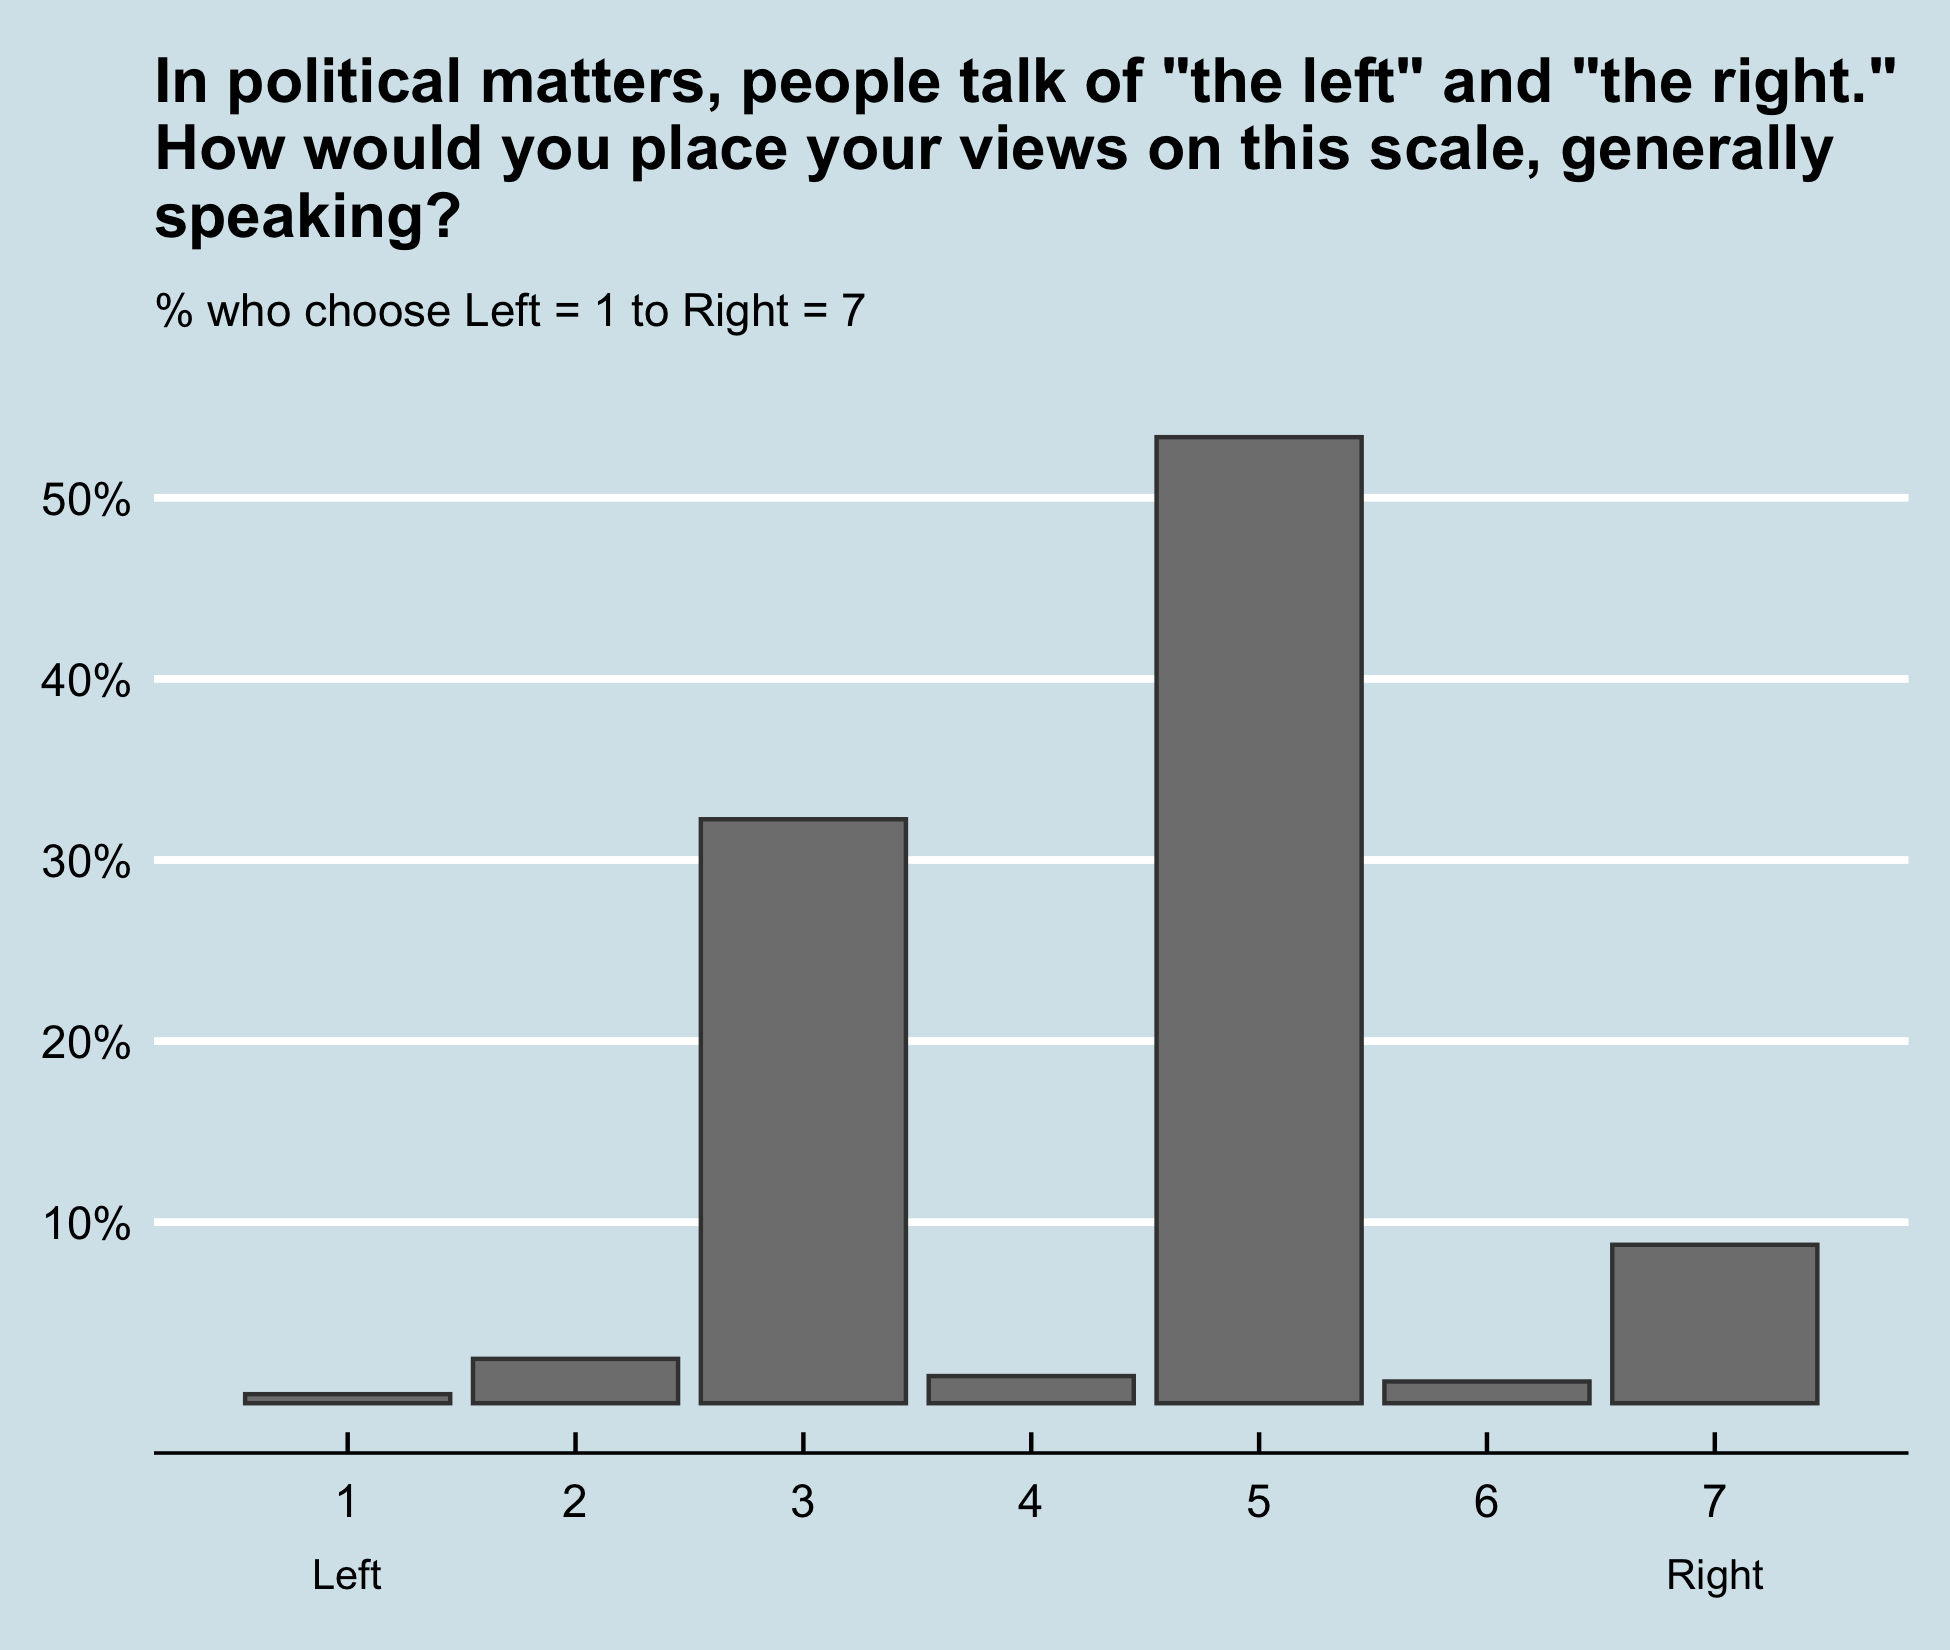 In political matters, people talk of "the left" and "the right."
How would you place your views on this scale, generally
speaking?
% who choose Left = 1 to Right = 7
50%
40%
30%
20%
10%
1 2 3 4 5 6 7
Left Right